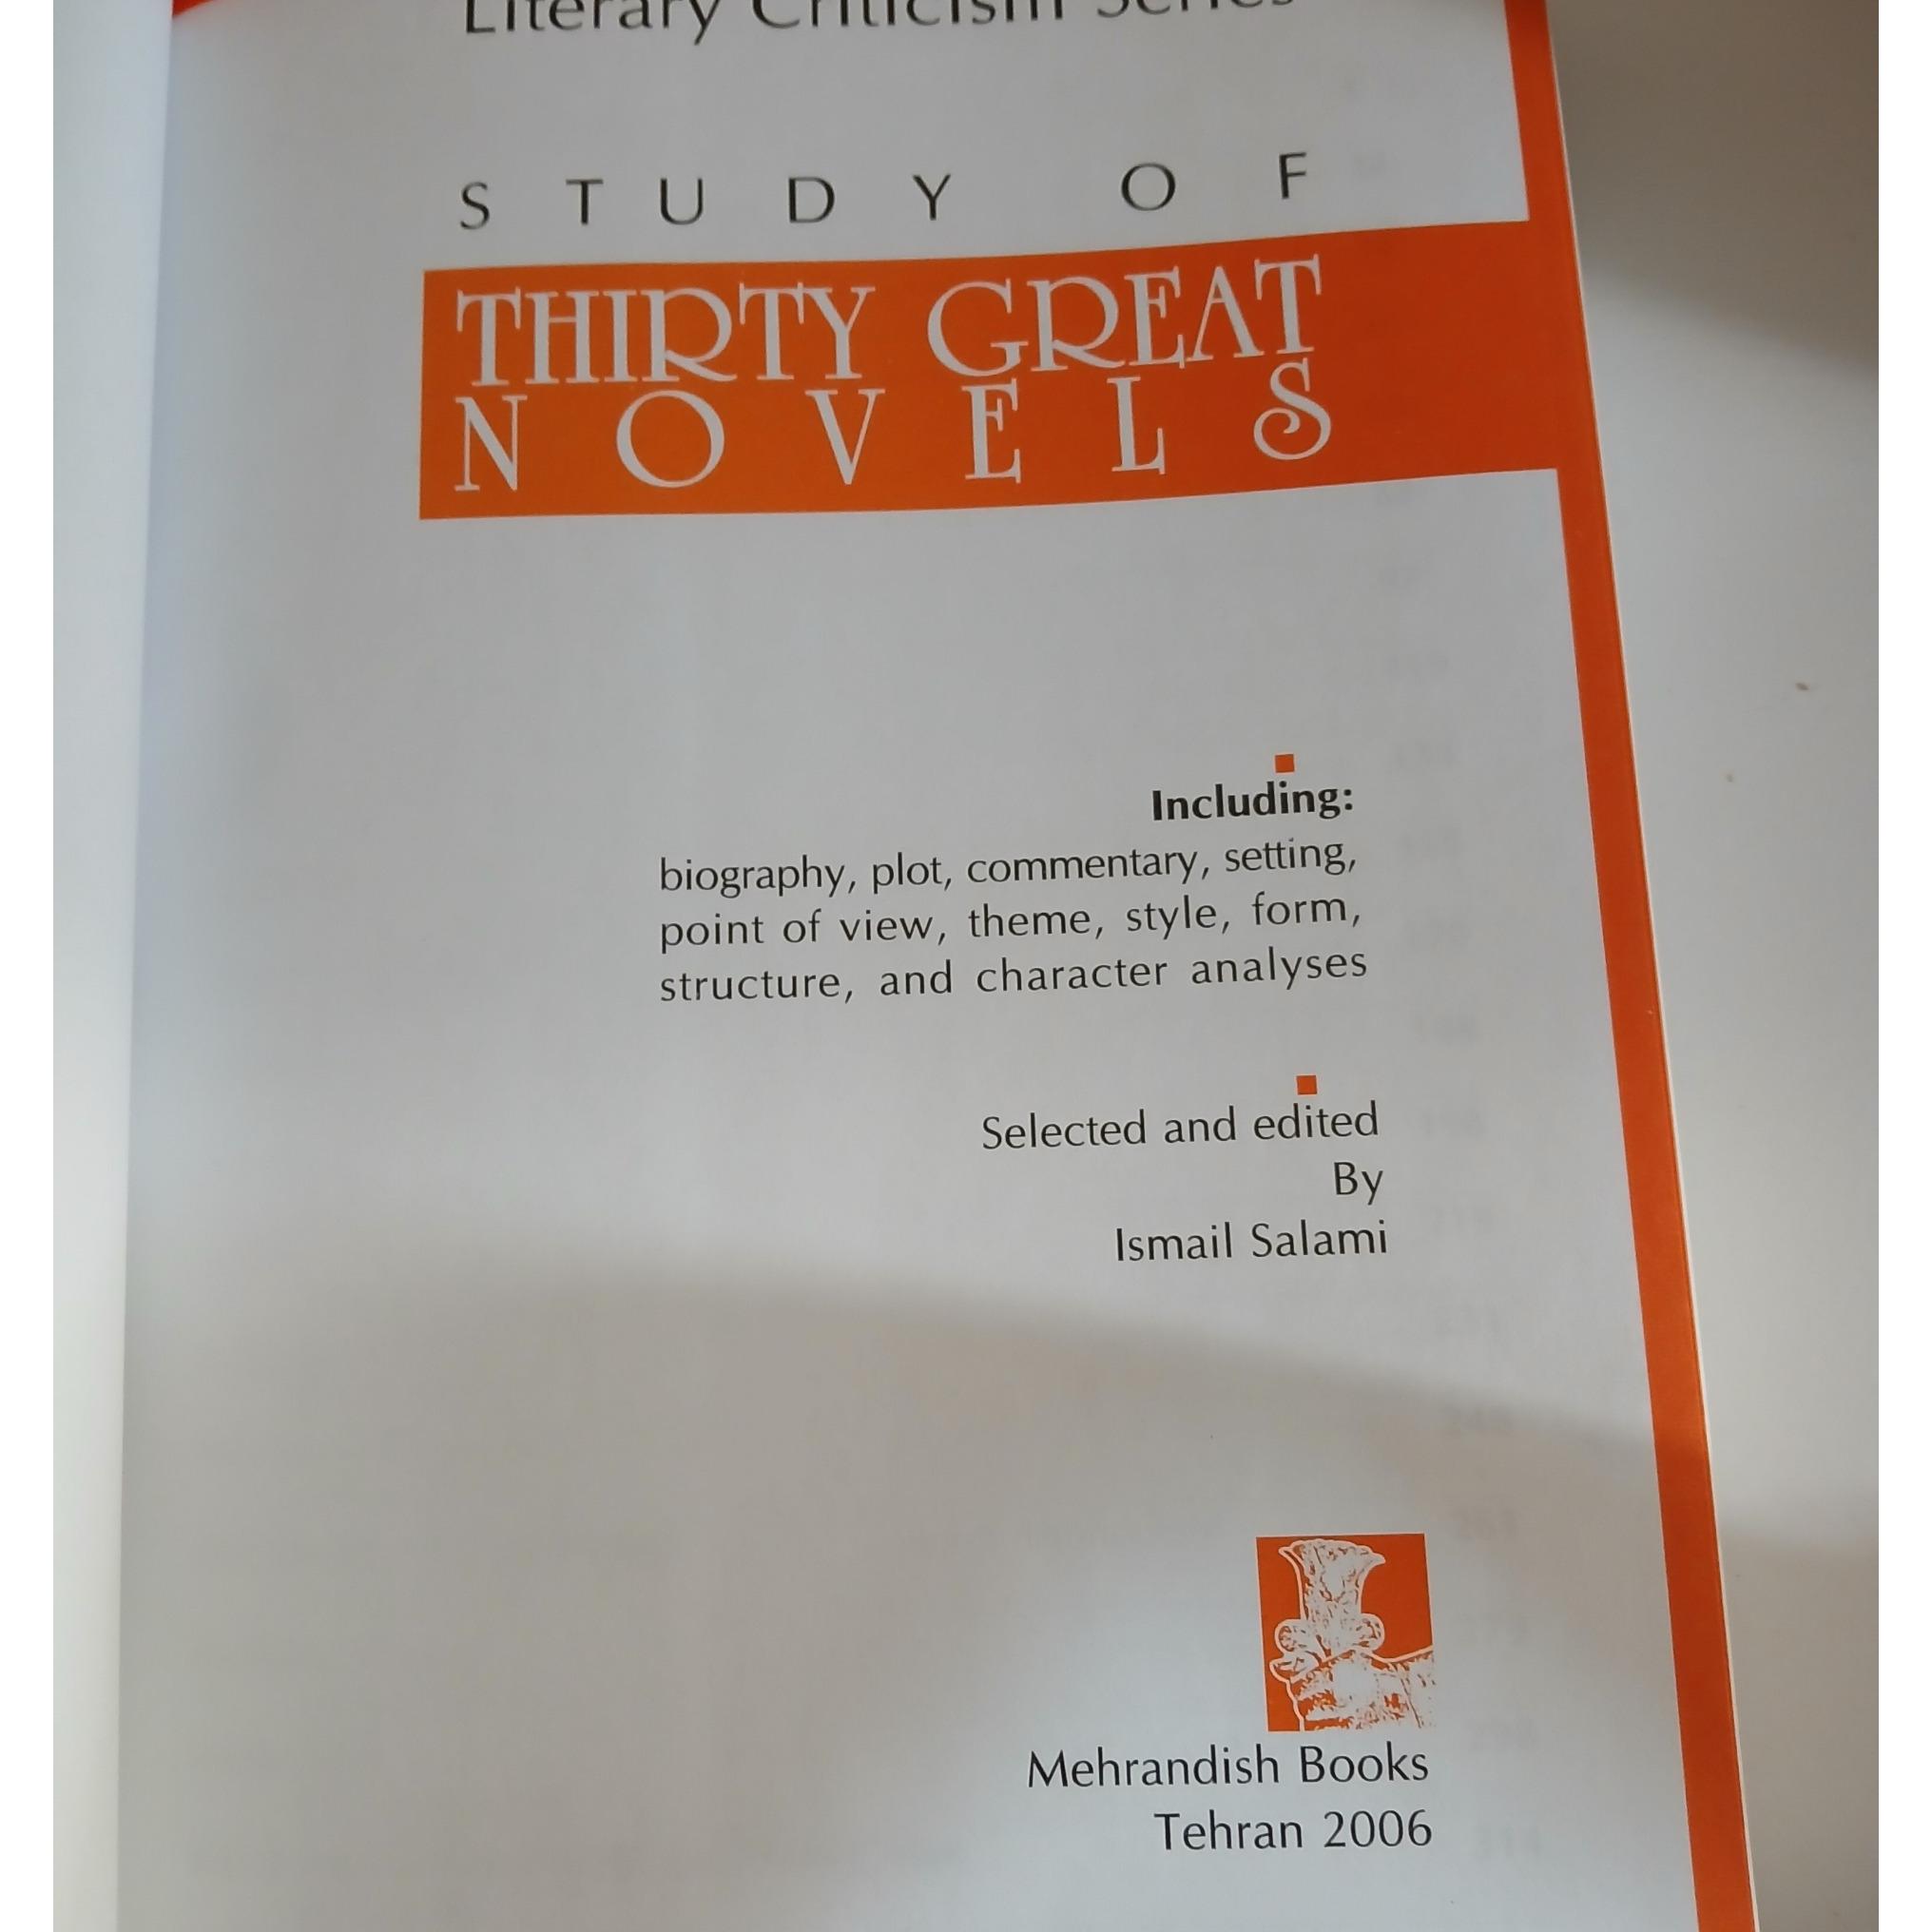 Literary Criticism Series
STUDY OF
THIRTY GREAT
NOVELS
Including:
biography, plot, commentary, setting,
point of view, theme, style, form,
structure, and character analyses
Selected and edited
By
Ismail Salami
Mehrandish Books
Tehran 2006